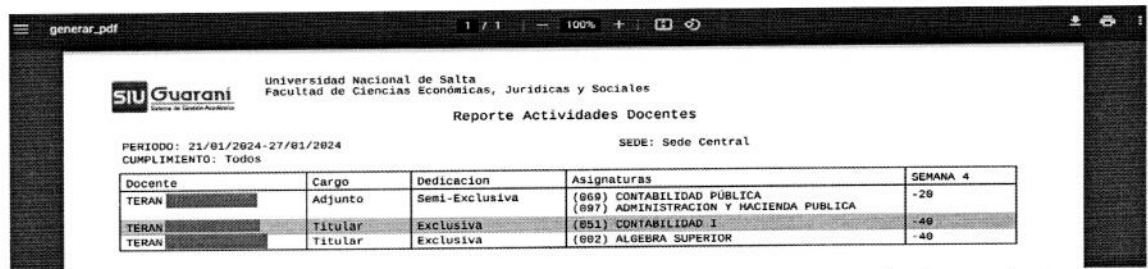 generar_pdf 1 / 1 100%
SIU Guaraní
Sistema de Gestión Académica
Universidad Nacional de Salta
Facultad de Ciencias Económicas, Jurídicas y Sociales
Reporte Actividades Docentes
PERIODO: 21/01/2024-27/01/2024 SEDE: Sede Central
CUMPLIMIENTO: Todos
Docente Cargo Dedicacion Asignaturas SEMANA 4
TERAN Adjunto Semi-Exclusiva (069) CONTABILIDAD PÚBLICA -20
(097) ADMINISTRACION Y HACIENDA PUBLICA
TERAN Titular Exclusiva (051) CONTABILIDAD I -40
TERAN Titular Exclusiva (002) ALGEBRA SUPERIOR -40